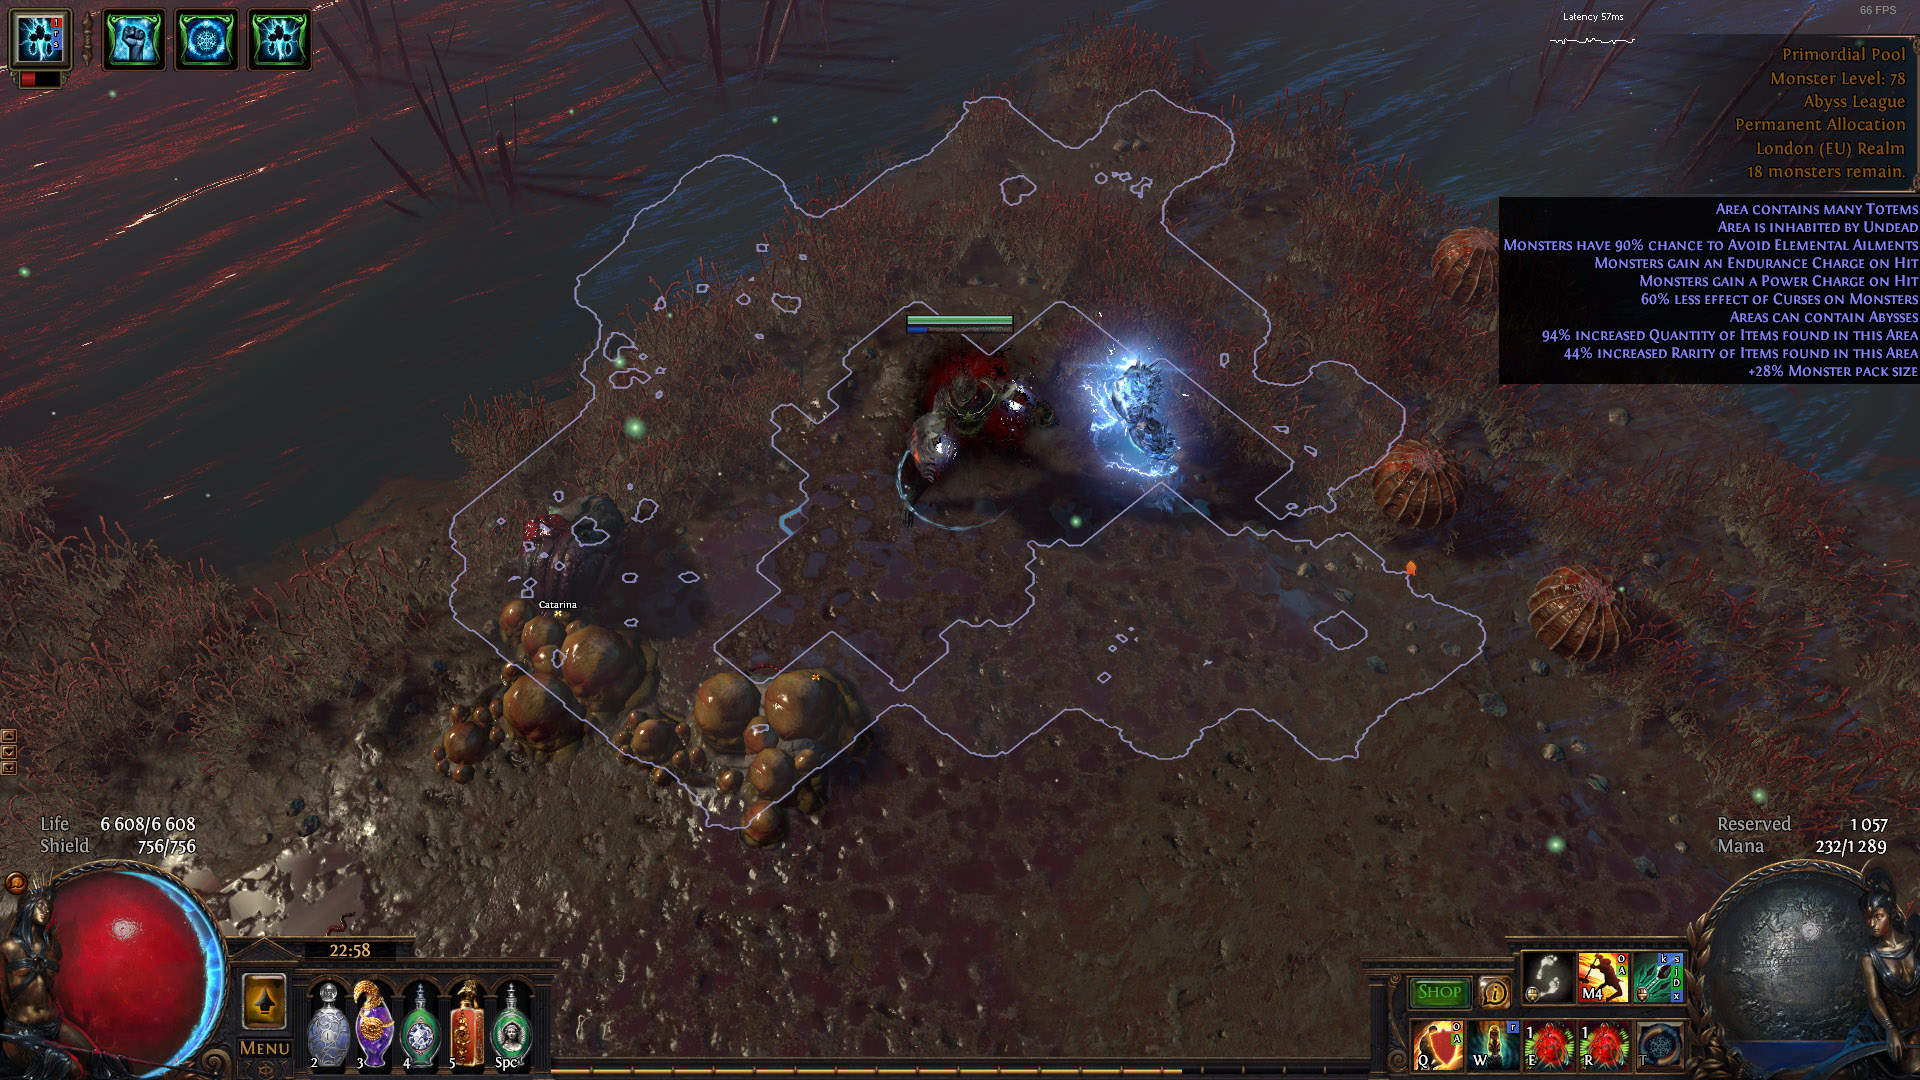 66 FPS
Latency 57ms
Primordial Pool
Monster Level: 78
Abyss League
Permanent Allocation
London (EU) Realm
18 monsters remain.
Area contains many Totems
Area is inhabited by Undead
Monsters have 90% chance to Avoid Elemental Ailments
Monsters gain an Endurance Charge on Hit
Monsters gain a Power Charge on Hit
60% less effect of Curses on Monsters
Areas can contain Abysses
94% increased Quantity of Items found in this Area
44% increased Rarity of Items found in this Area
+28% Monster pack size
Catarina
Life 6 608/6 608
Shield 756/756
Reserved 1 057
Mana 232/1 289
22:58
Menu
2 3 4 5 Spc
Shop
M4
Q W 1 E 1 R T